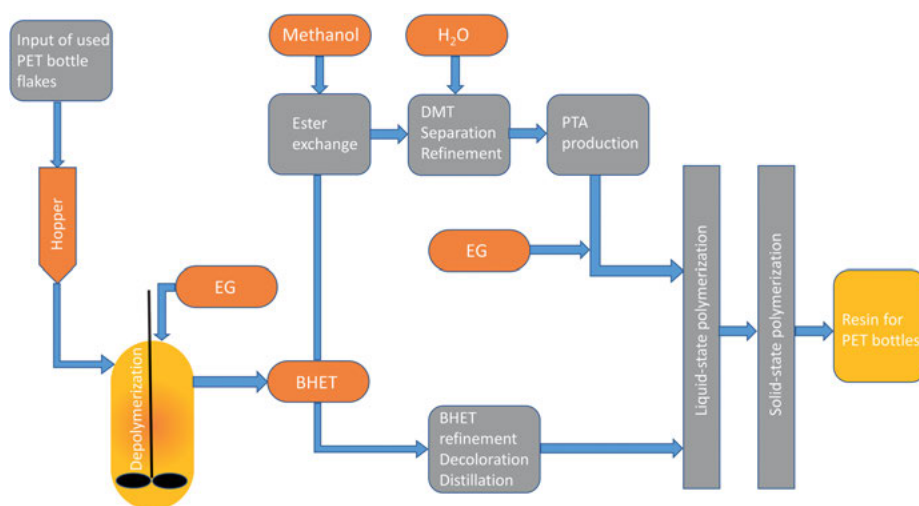 Input of used
PET bottle
flakes
Hopper
Depolymerization
EG
BHET
Methanol
Ester
exchange
H₂O
DMT
Separation
Refinement
PTA
production
EG
BHET
refinement
Decoloration
Distillation
Liquid-state polymerization
Solid-state polymerization
Resin for
PET bottles